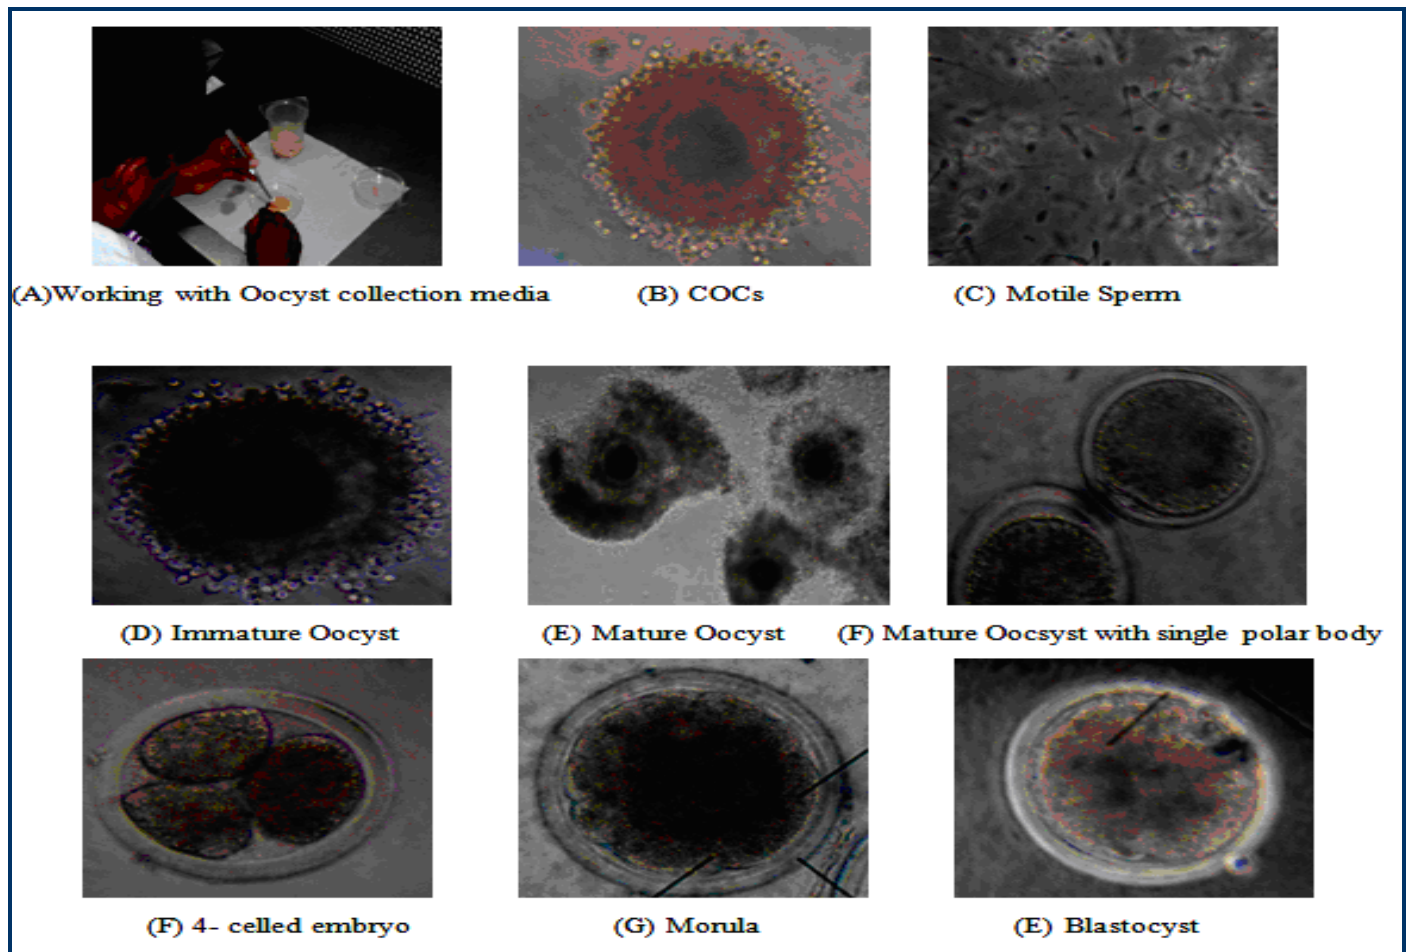 (A)Working with Oocyst collection media
(B) COCs
(C) Motile Sperm
(D) Immature Oocyst
(E) Mature Oocyst
(F) Mature Oocsyst with single polar body
(F) 4- celled embryo
(G) Morula
(E) Blastocyst